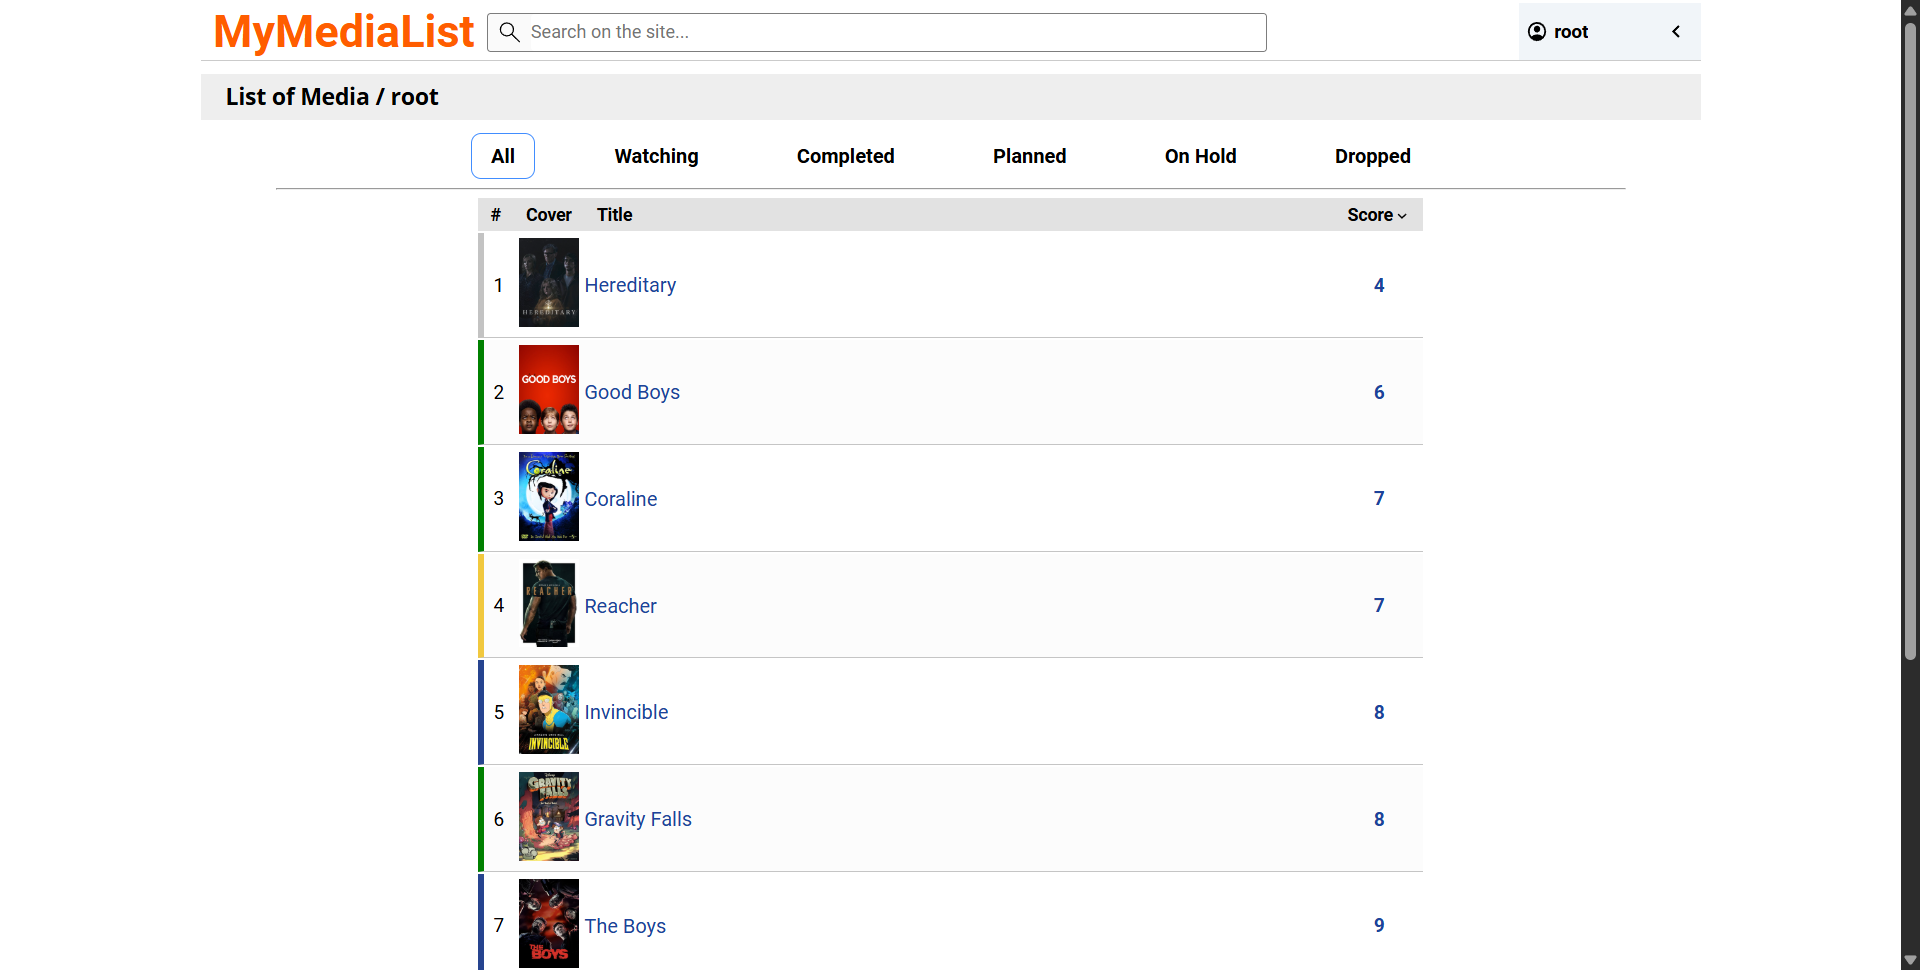 MyMediaList
Search on the site...
root
List of Media / root
All Watching Completed Planned On Hold Dropped
# Cover Title Score
1 HEREDITARY Hereditary 4
2 GOOD BOYS Good Boys 6
3 Coraline Coraline 7
4 REACHER Reacher 7
5 INVINCIBLE Invincible 8
6 GRAVITY FALLS Gravity Falls 8
7 THE BOYS The Boys 9